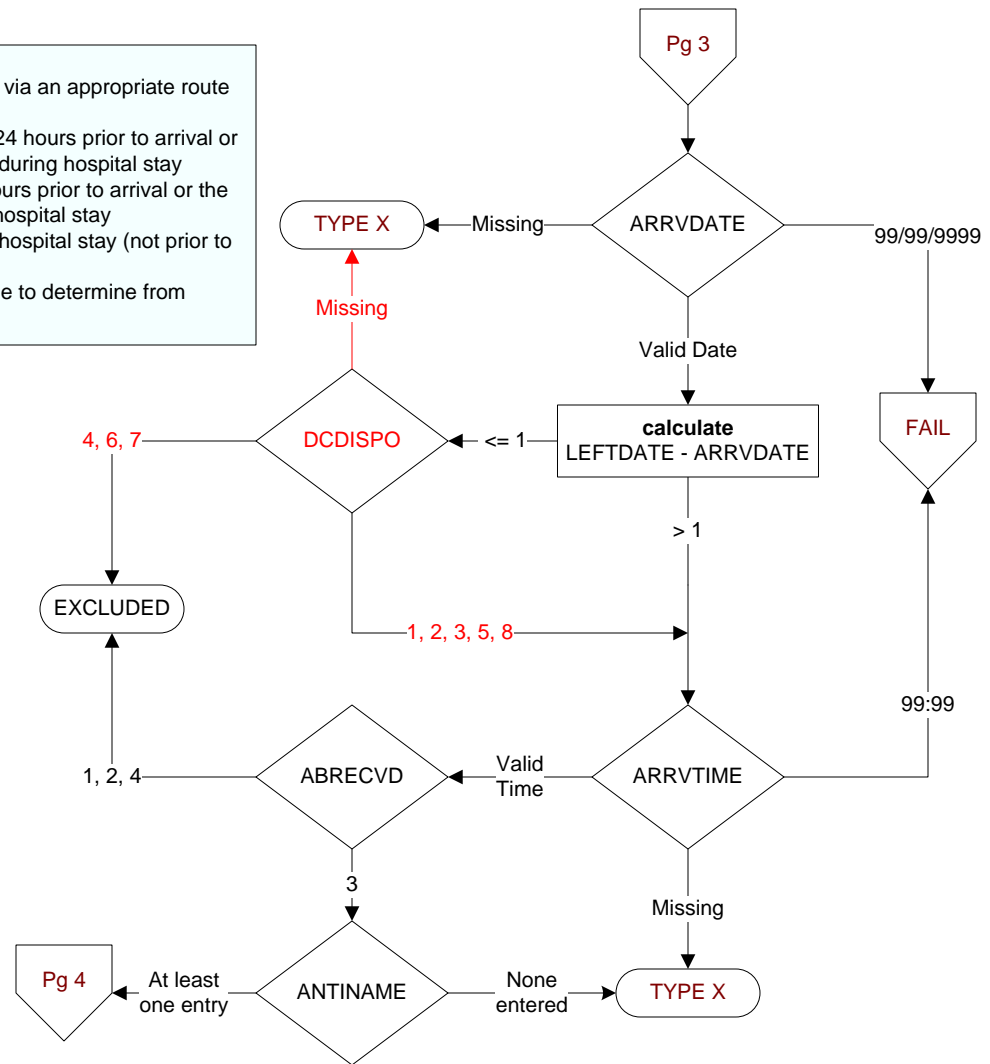 Pg 3
via an appropriate route
24 hours prior to arrival or
during hospital stay
ours prior to arrival or the
hospital stay
hospital stay (not prior to
e to determine from
TYPE X
Missing
ARRVDATE
99/99/9999
Missing
Valid Date
4, 6, 7
DCDISPO
<= 1
calculate
LEFTDATE - ARRVDATE
FAIL
> 1
EXCLUDED
1, 2, 3, 5, 8
99:99
1, 2, 4
ABRECVD
Valid
Time
ARRVTIME
3
Missing
Pg 4
At least
one entry
ANTINAME
None
entered
TYPE X